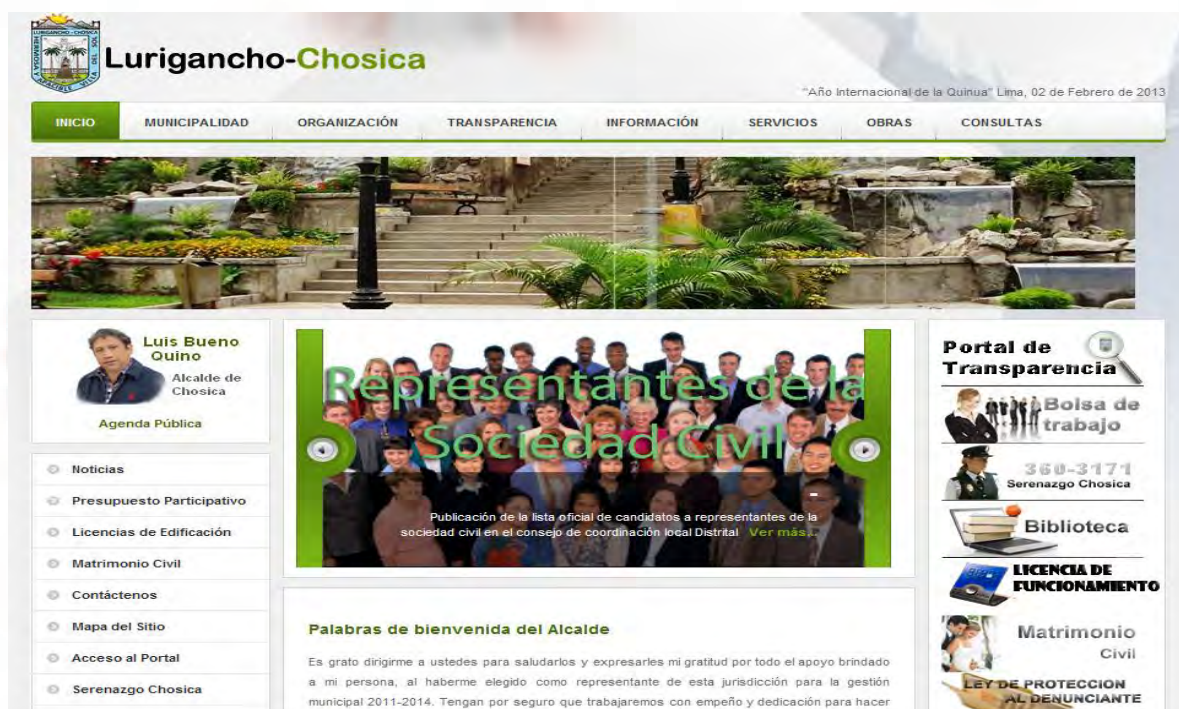 LURIGANCHO - CHOSICA
HERMOSA Y APACIBLE VILLA DEL SOL
Lurigancho-Chosica
"Año Internacional de la Quinua" Lima, 02 de Febrero de 2013
INICIO MUNICIPALIDAD ORGANIZACIÓN TRANSPARENCIA INFORMACIÓN SERVICIOS OBRAS CONSULTAS
Luis Bueno
Quino
Alcalde de
Chosica
Agenda Pública
Noticias
Presupuesto Participativo
Licencias de Edificación
Matrimonio Civil
Contáctenos
Mapa del Sitio
Acceso al Portal
Serenazgo Chosica
Representantes de la
Sociedad Civil
Publicación de la lista oficial de candidatos a representantes de la
sociedad civil en el consejo de coordinación local Distrital Ver más...
Palabras de bienvenida del Alcalde
Es grato dirigirme a ustedes para saludarlos y expresarles mi gratitud por todo el apoyo brindado
a mi persona, al haberme elegido como representante de esta jurisdicción para la gestión
municipal 2011-2014. Tengan por seguro que trabajaremos con empeño y dedicación para hacer
Portal de
Transparencia
Bolsa de
trabajo
360-3171
Serenazgo Chosica
Biblioteca
LICENCIA DE
FUNCIONAMIENTO
Matrimonio
Civil
LEY DE PROTECCION
AL DENUNCIANTE